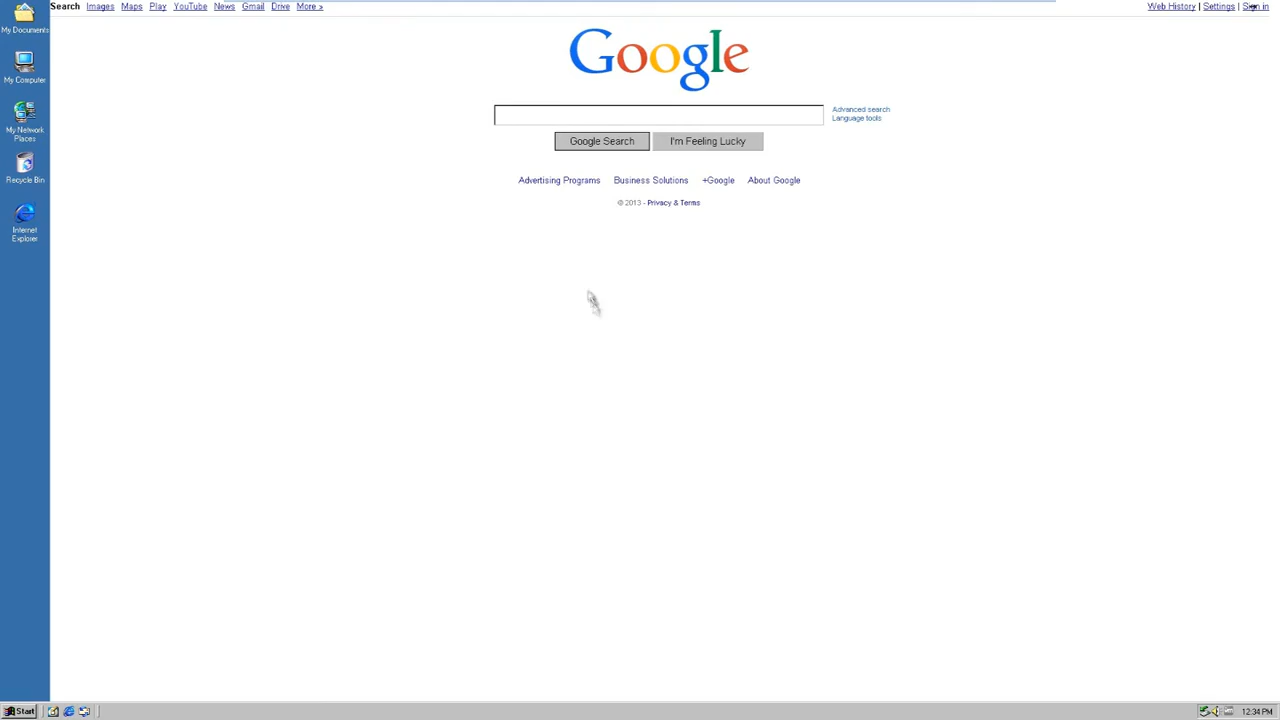 Search Images Maps Play YouTube News Gmail Drive More »
Web History | Settings | Sign in
My Documents
My Computer
My Network
Places
Recycle Bin
Internet
Explorer
Google
Advanced search
Language tools
Google Search I'm Feeling Lucky
Advertising Programs Business Solutions +Google About Google
© 2013 - Privacy & Terms
Start
12:34 PM